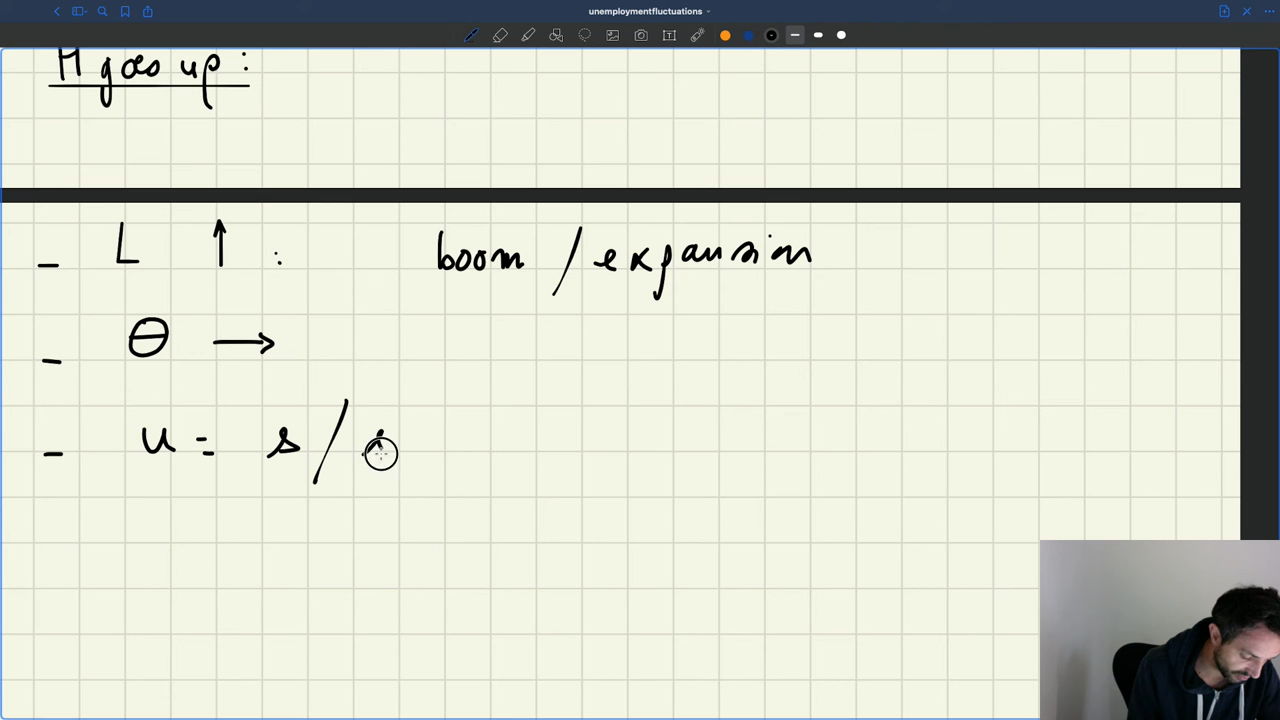 unemploymentfluctuations
H goes up :
- L ↑ : boom / expansion
- θ →
- u = s /